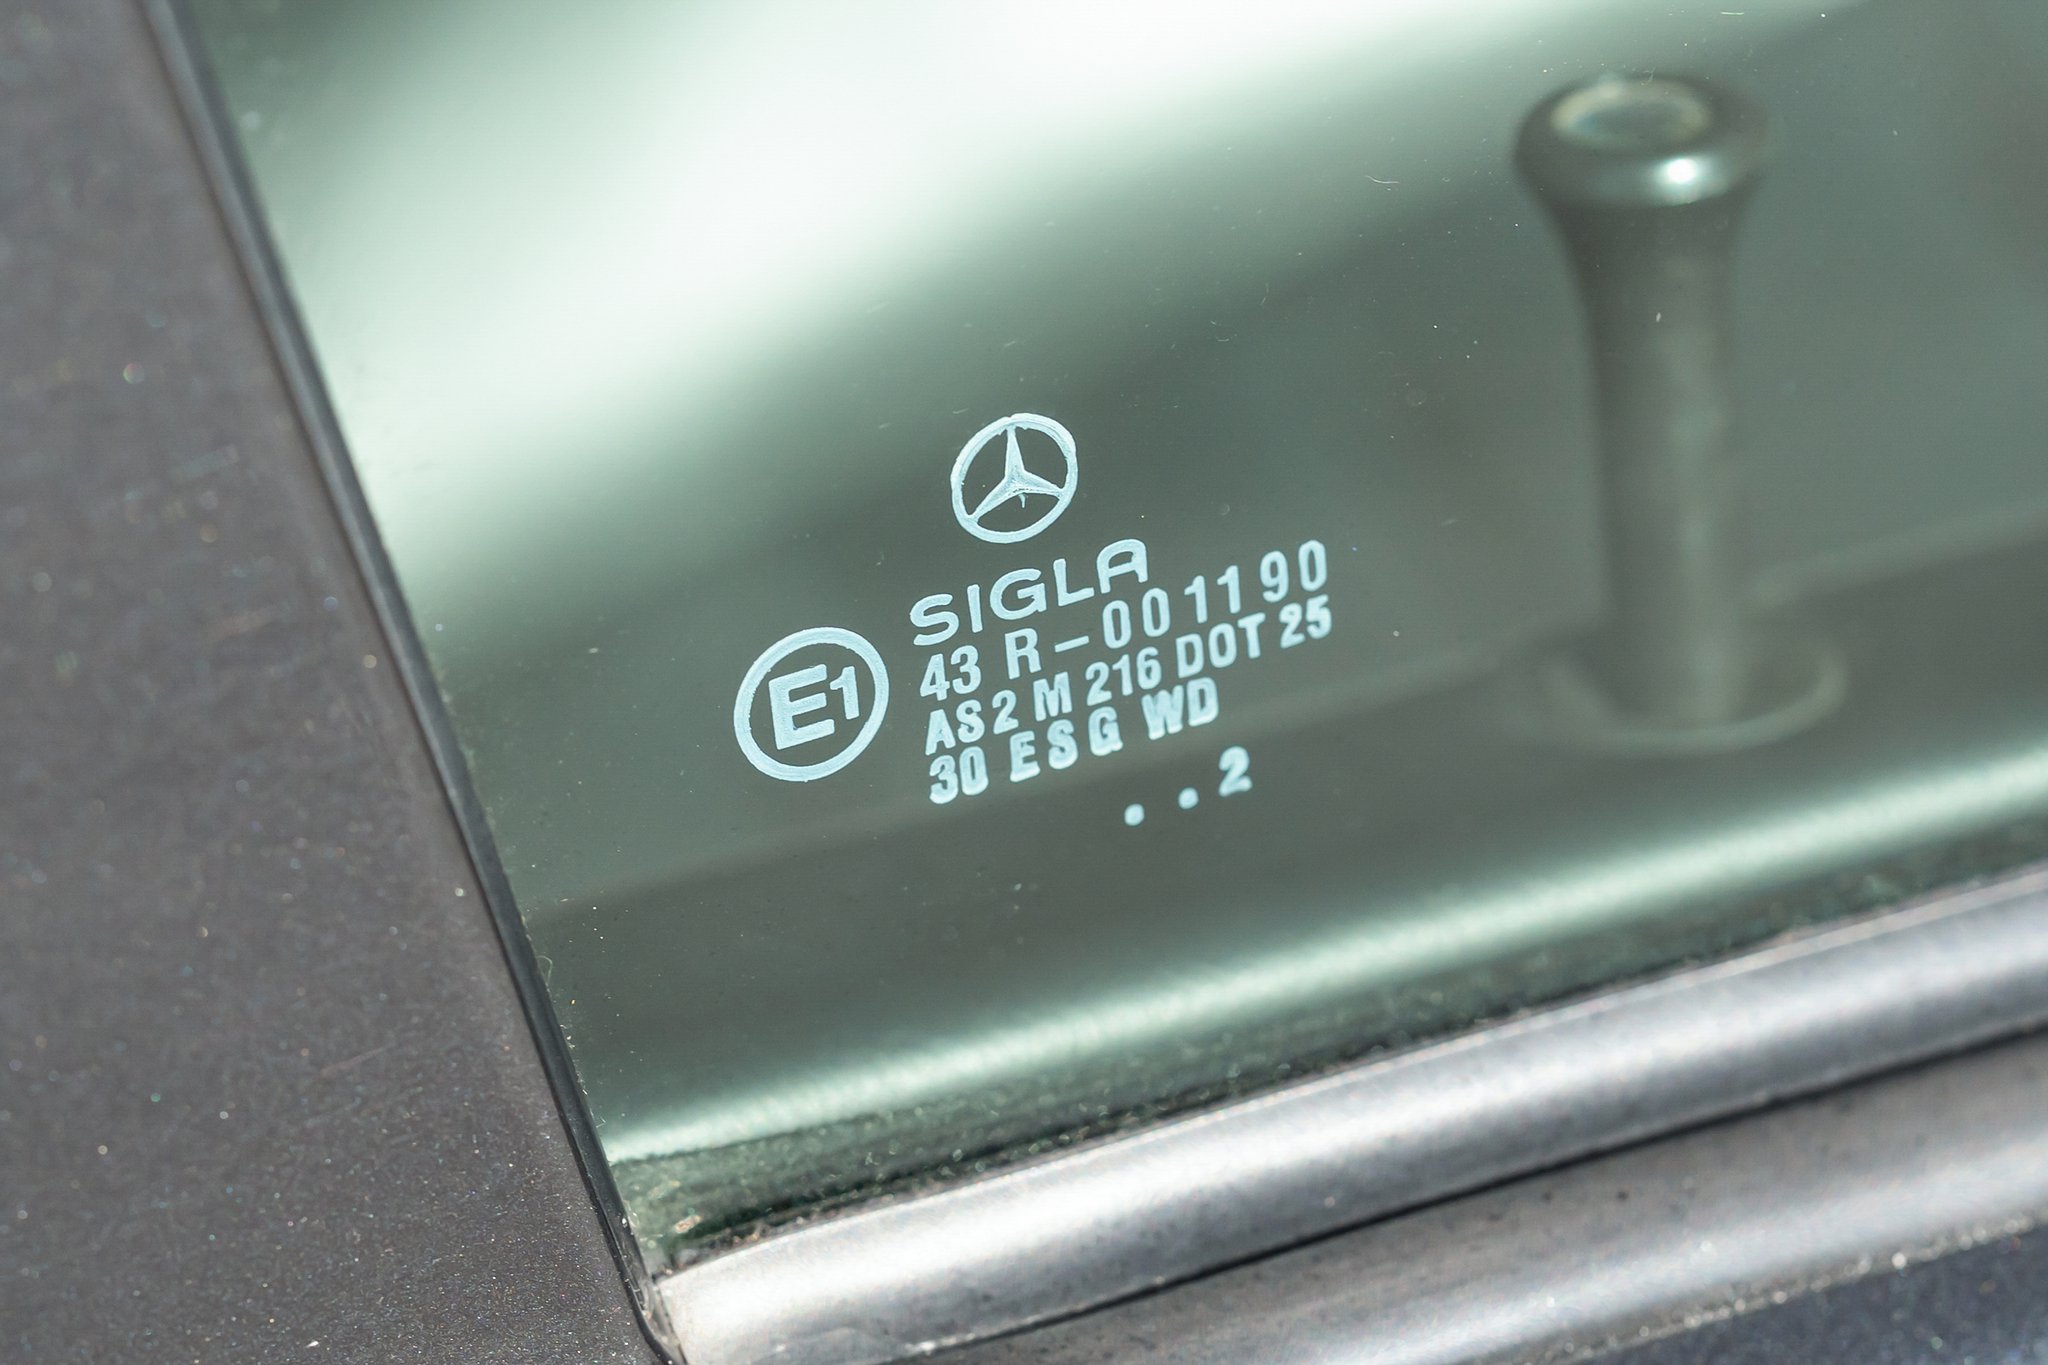 SIGLA
43 R-001190
E1
AS2 M 216 DOT 25
30 ESG WD
..2